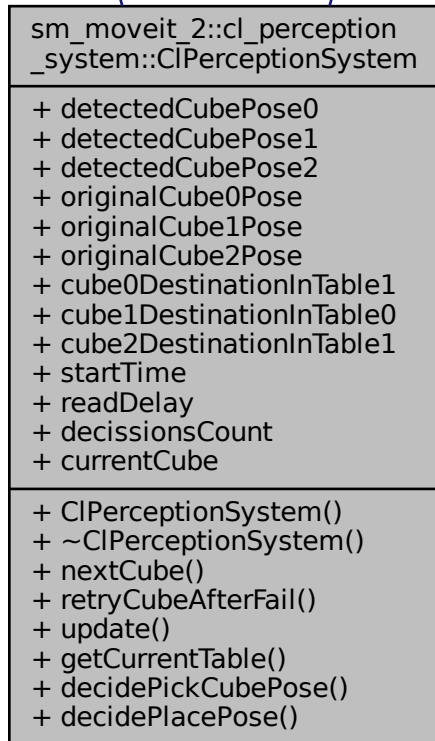 sm_moveit_2::cl_perception
_system::ClPerceptionSystem
+ detectedCubePose0
+ detectedCubePose1
+ detectedCubePose2
+ originalCube0Pose
+ originalCube1Pose
+ originalCube2Pose
+ cube0DestinationInTable1
+ cube1DestinationInTable0
+ cube2DestinationInTable1
+ startTime
+ readDelay
+ decissionsCount
+ currentCube
+ ClPerceptionSystem()
+ ~ClPerceptionSystem()
+ nextCube()
+ retryCubeAfterFail()
+ update()
+ getCurrentTable()
+ decidePickCubePose()
+ decidePlacePose()